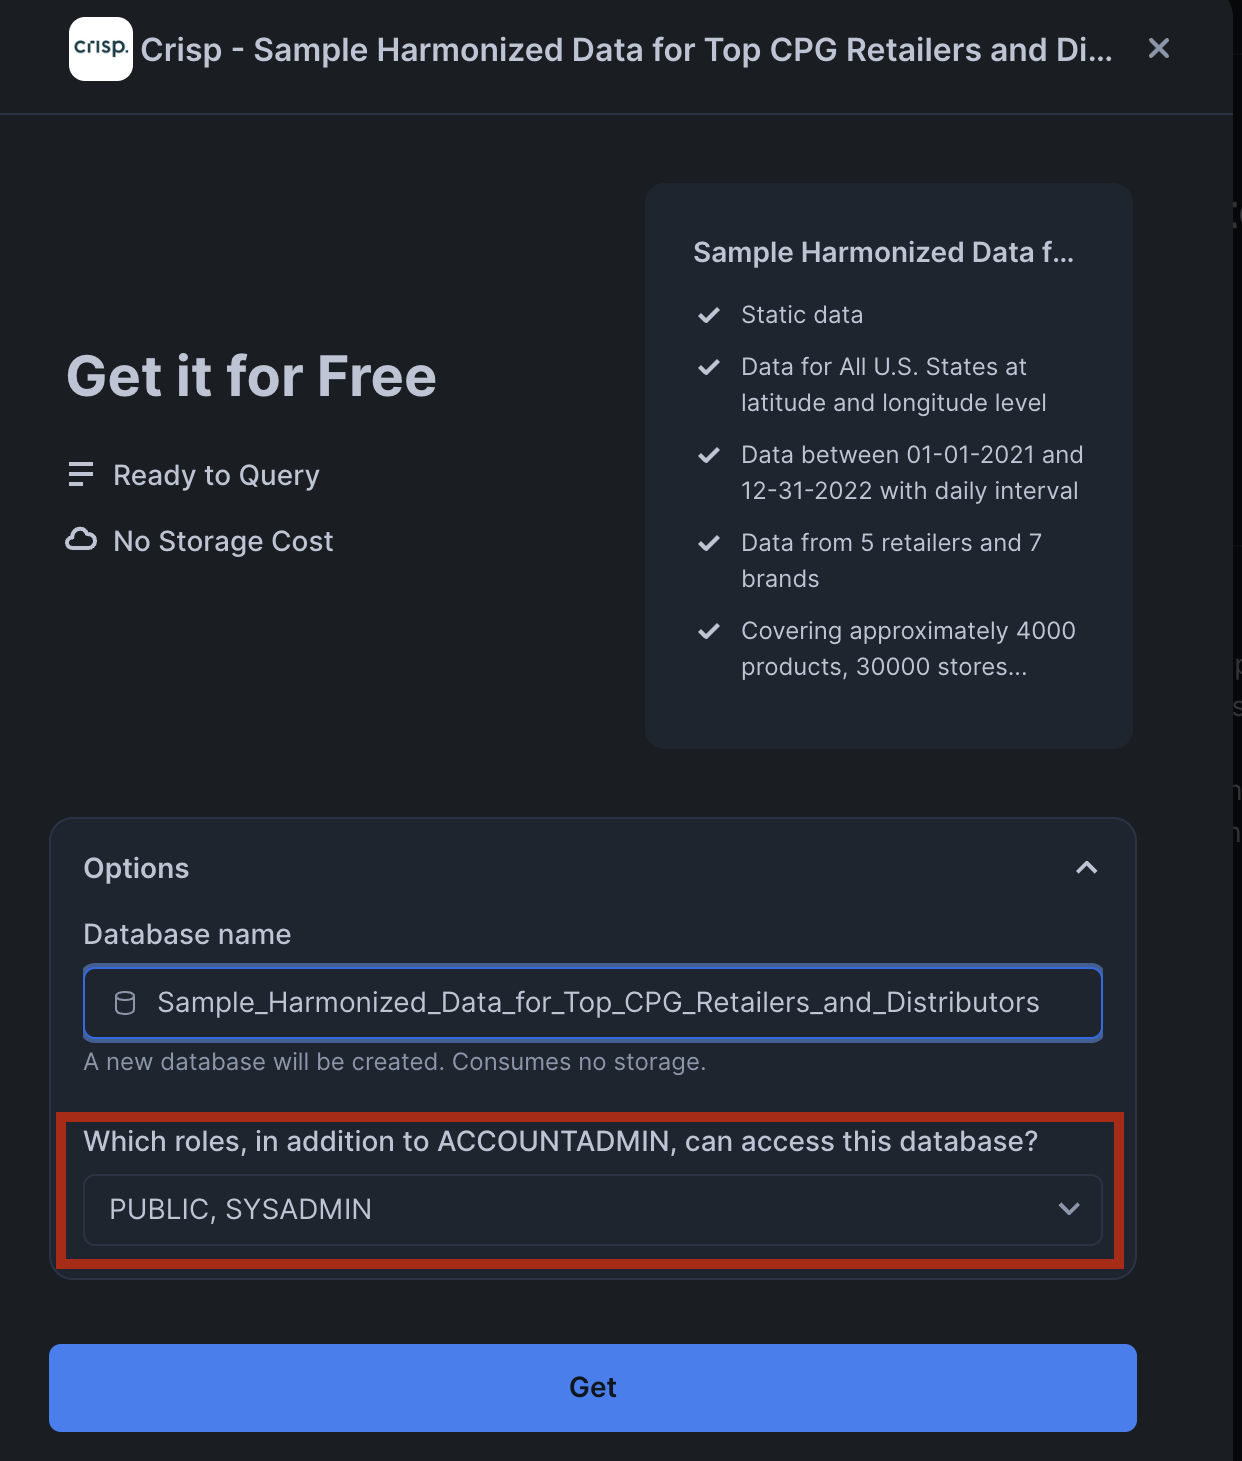 crisp.
Crisp - Sample Harmonized Data for Top CPG Retailers and Di...
Get it for Free
Ready to Query
No Storage Cost
Sample Harmonized Data f...
Static data
Data for All U.S. States at
latitude and longitude level
Data between 01-01-2021 and
12-31-2022 with daily interval
Data from 5 retailers and 7
brands
Covering approximately 4000
products, 30000 stores...
Options
Database name
Sample_Harmonized_Data_for_Top_CPG_Retailers_and_Distributors
A new database will be created. Consumes no storage.
Which roles, in addition to ACCOUNTADMIN, can access this database?
PUBLIC, SYSADMIN
Get